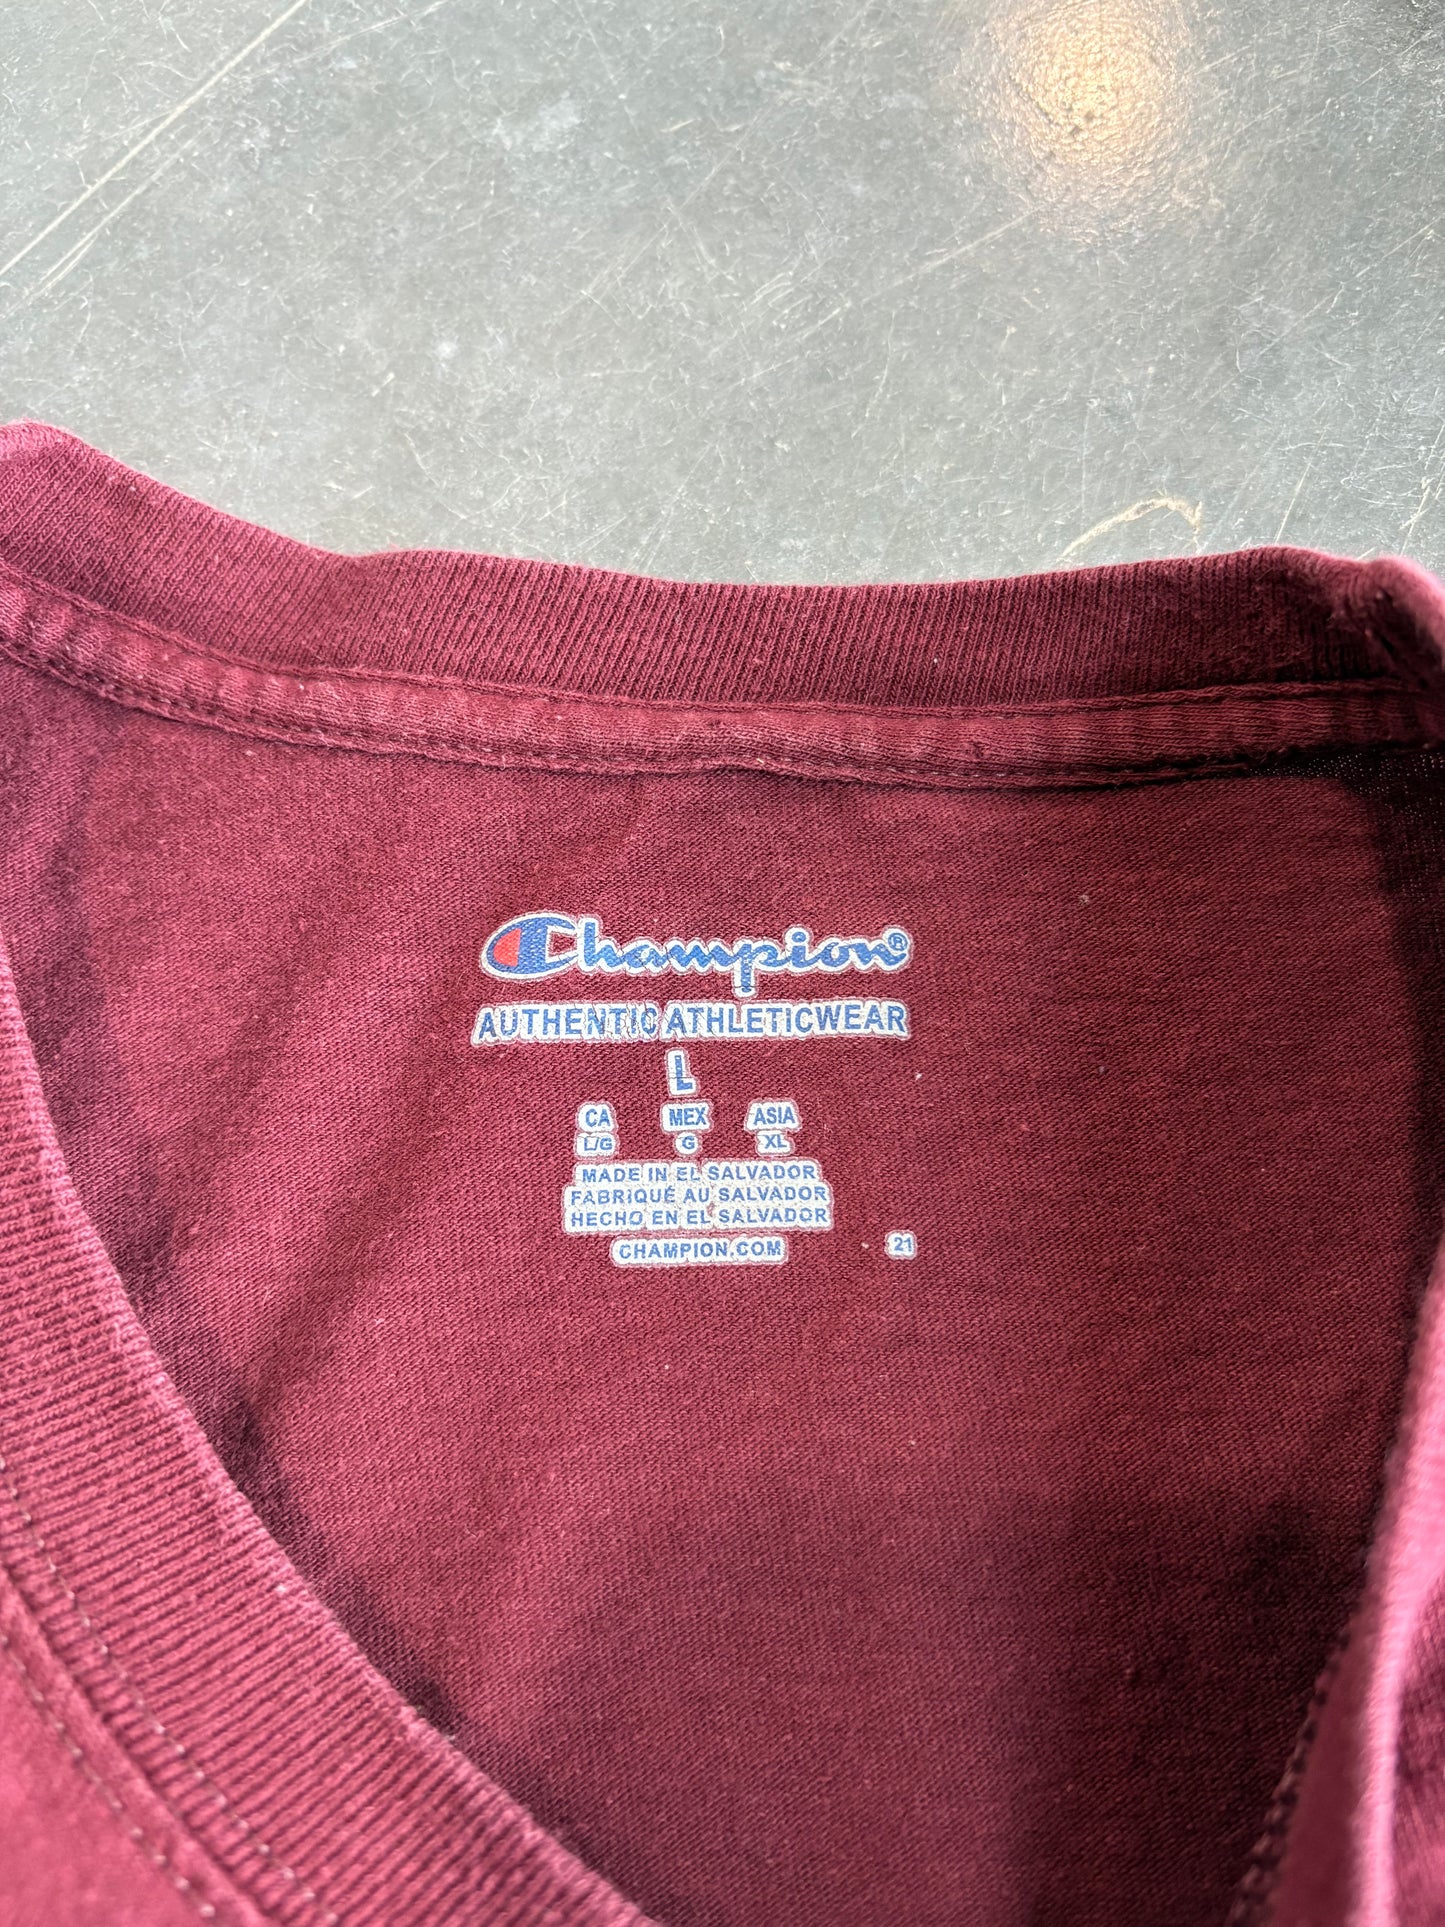 Champion®
AUTHENTIC ATHLETICWEAR
L
CA MEX ASIA
L/G G XL
MADE IN EL SALVADOR
FABRIQUÉ AU SALVADOR
HECHO EN EL SALVADOR
CHAMPION.COM 21